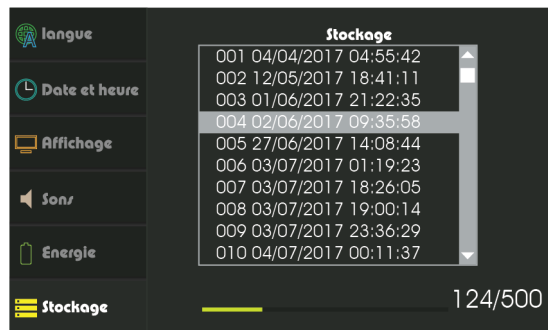 langue
Date et heure
Affichage
Sons
Energie
Stockage
Stockage
001 04/04/2017 04:55:42
002 12/05/2017 18:41:11
003 01/06/2017 21:22:35
004 02/06/2017 09:35:58
005 27/06/2017 14:08:44
006 03/07/2017 01:19:23
007 03/07/2017 18:26:05
008 03/07/2017 19:00:14
009 03/07/2017 23:36:29
010 04/07/2017 00:11:37
124/500